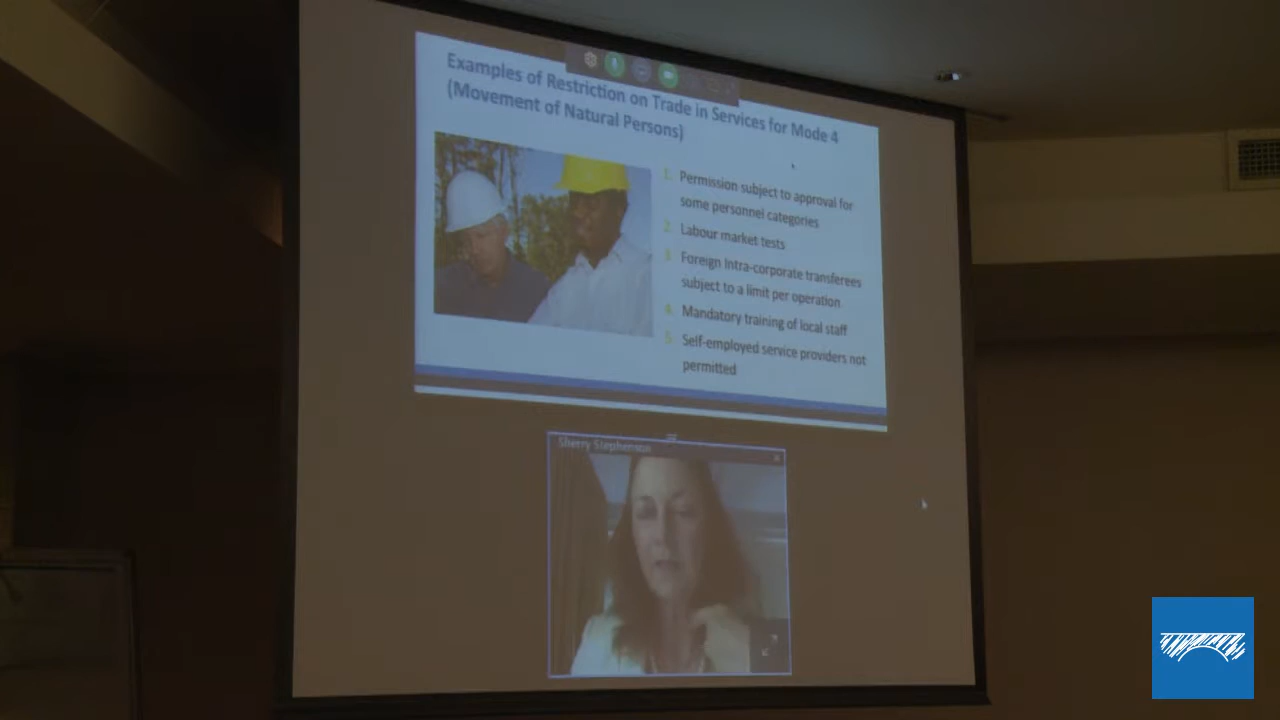 Examples of Restriction on Trade in Services for Mode 4
(Movement of Natural Persons)
1. Permission subject to approval for
some personnel categories
2. Labour market tests
3. Foreign Intra-corporate transferees
subject to a limit per operation
4. Mandatory training of local staff
5. Self-employed service providers not
permitted
Sherry Stephenson